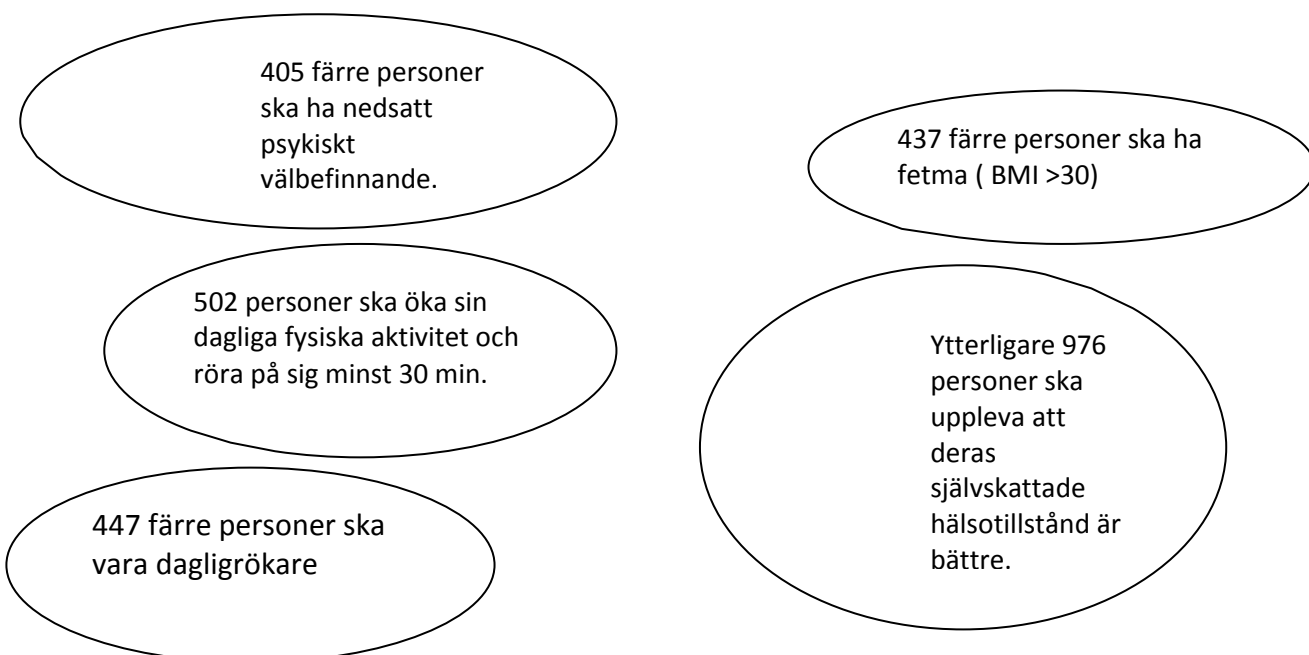 405 färre personer
ska ha nedsatt
psykiskt
välbefinnande.
437 färre personer ska ha
fetma ( BMI >30)
502 personer ska öka sin
dagliga fysiska aktivitet och
röra på sig minst 30 min.
Ytterligare 976
personer ska
uppleva att
deras
självskattade
hälsotillstånd är
bättre.
447 färre personer ska
vara dagligrökare